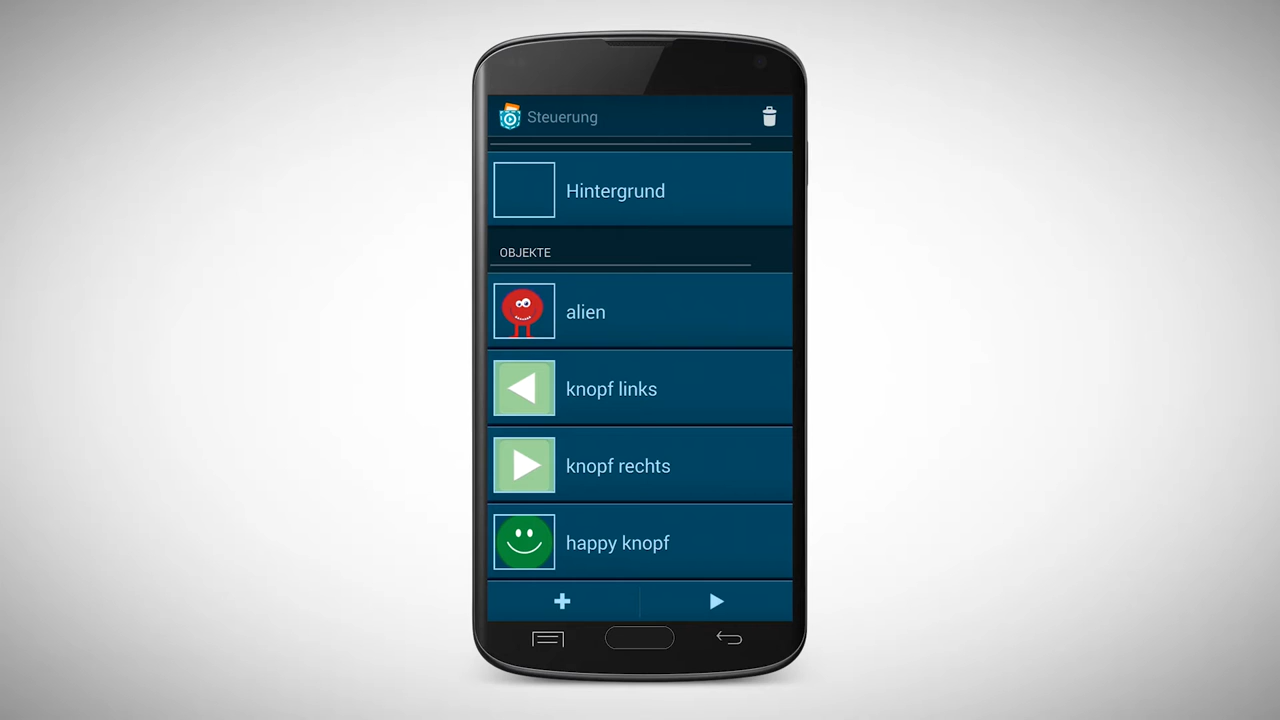 Steuerung
Hintergrund
OBJEKTE
alien
knopf links
knopf rechts
happy knopf